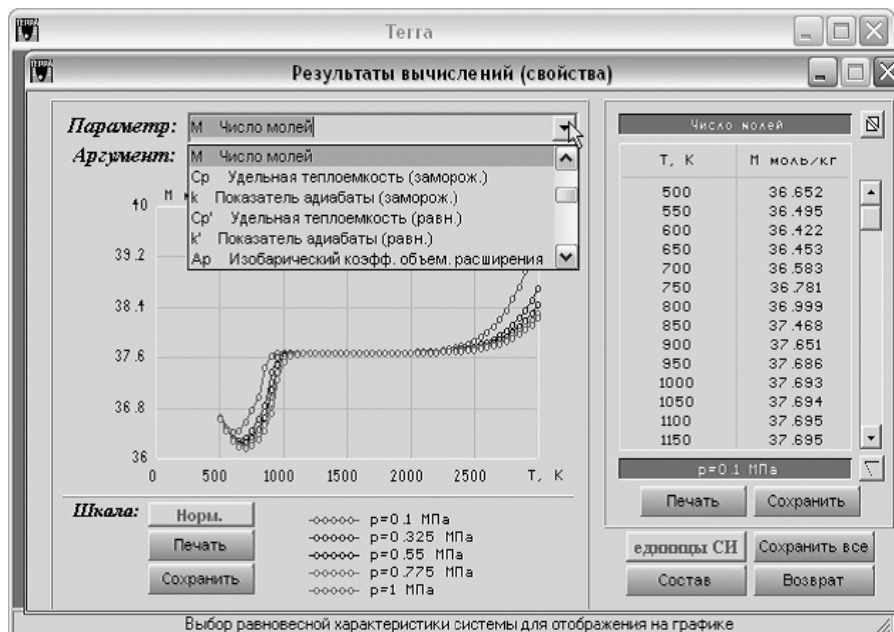 Terra
Результаты вычислений (свойства)
Параметр: M Число молей
Аргумент:
M Число молей
Cp Удельная теплоемкость (заморож.)
k Показатель адиабаты (заморож.)
Cp' Удельная теплоемкость (равн.)
k' Показатель адиабаты (равн.)
Ap Изобарический коэфф. объем. расширения
M
40
39.2
38.4
37.6
36.8
36
0 500 1000 1500 2000 2500 T, К
Шкала:
Норм.
Печать
Сохранить
-ooooo- p=0.1 МПа
-ooooo- p=0.325 МПа
-ooooo- p=0.55 МПа
-ooooo- p=0.775 МПа
-ooooo- p=1 МПа
Число молей
T, К M моль/кг
500 36.652
550 36.495
600 36.422
650 36.453
700 36.583
750 36.781
800 36.999
850 37.468
900 37.651
950 37.686
1000 37.693
1050 37.694
1100 37.695
1150 37.695
p=0.1 МПа
Печать Сохранить
единицы СИ Сохранить все
Состав Возврат
Выбор равновесной характеристики системы для отображения на графике